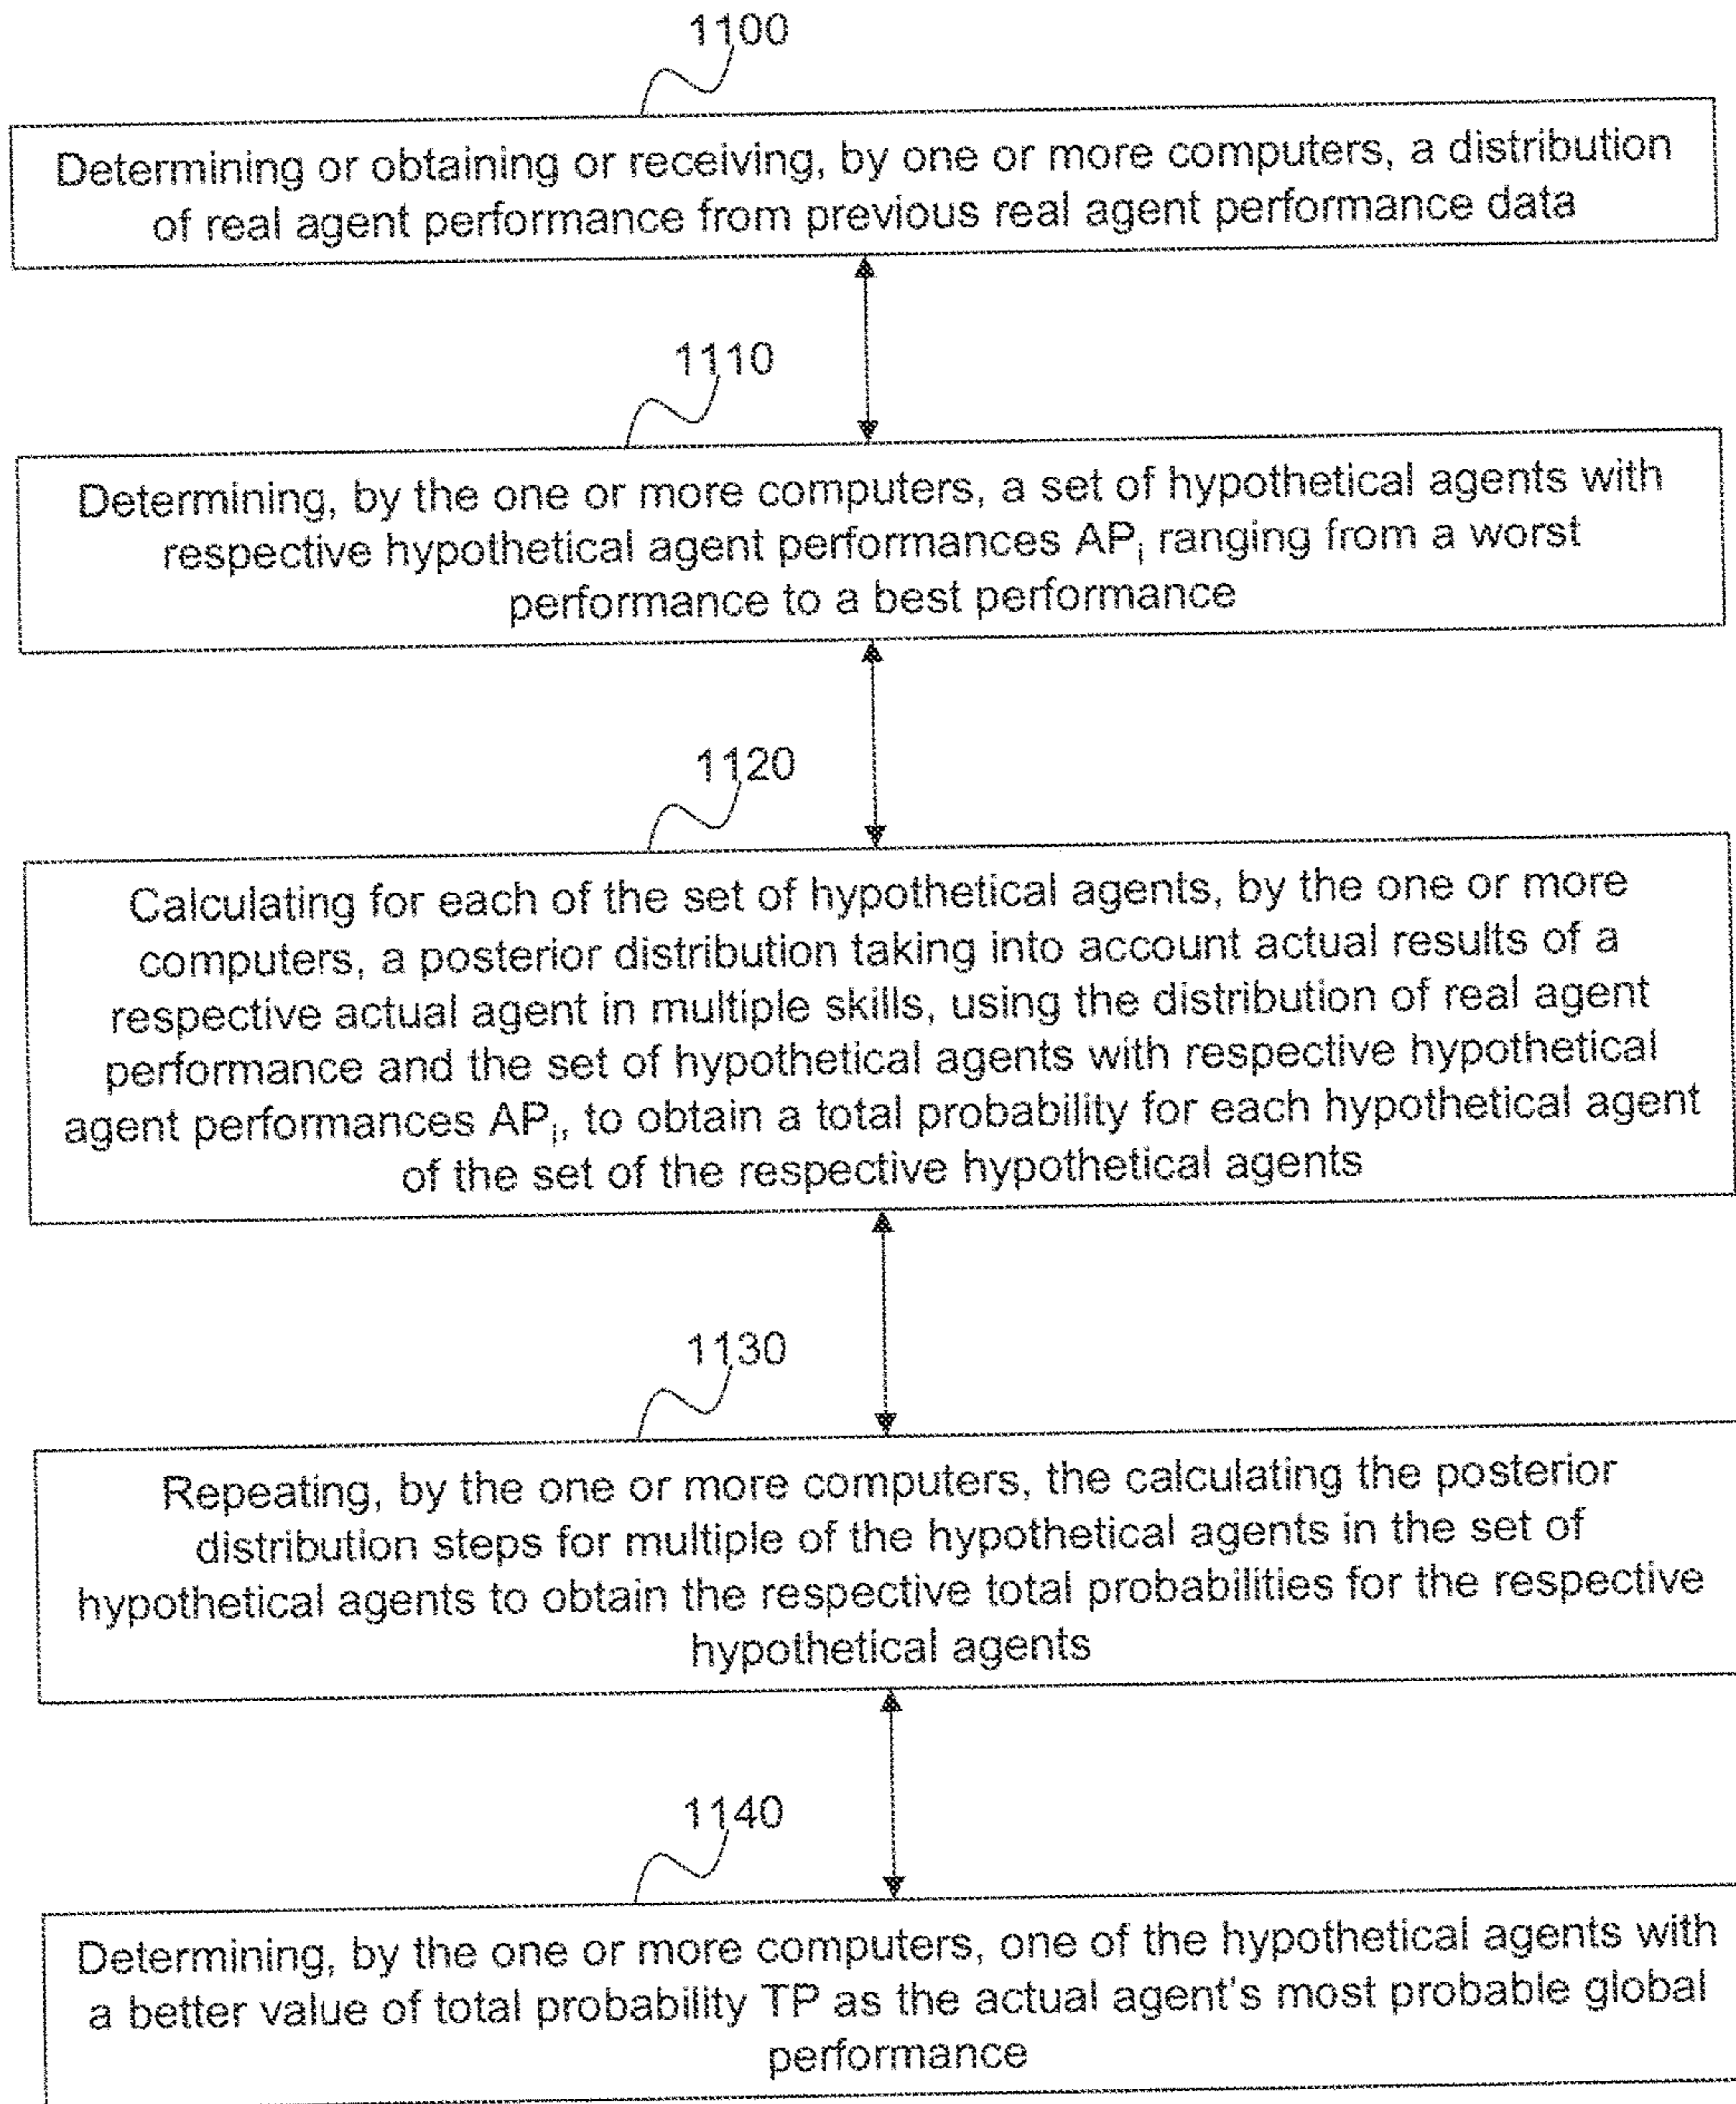 1100
Determining or obtaining or receiving, by one or more computers, a distribution
of real agent performance from previous real agent performance data
1110
Determining, by the one or more computers, a set of hypothetical agents with
respective hypothetical agent performances APi ranging from a worst
performance to a best performance
1120
Calculating for each of the set of hypothetical agents, by the one or more
computers, a posterior distribution taking into account actual results of a
respective actual agent in multiple skills, using the distribution of real agent
performance and the set of hypothetical agents with respective hypothetical
agent performances APi, to obtain a total probability for each hypothetical agent
of the set of the respective hypothetical agents
1130
Repeating, by the one or more computers, the calculating the posterior
distribution steps for multiple of the hypothetical agents in the set of
hypothetical agents to obtain the respective total probabilities for the respective
hypothetical agents
1140
Determining, by the one or more computers, one of the hypothetical agents with
a better value of total probability TP as the actual agent's most probable global
performance